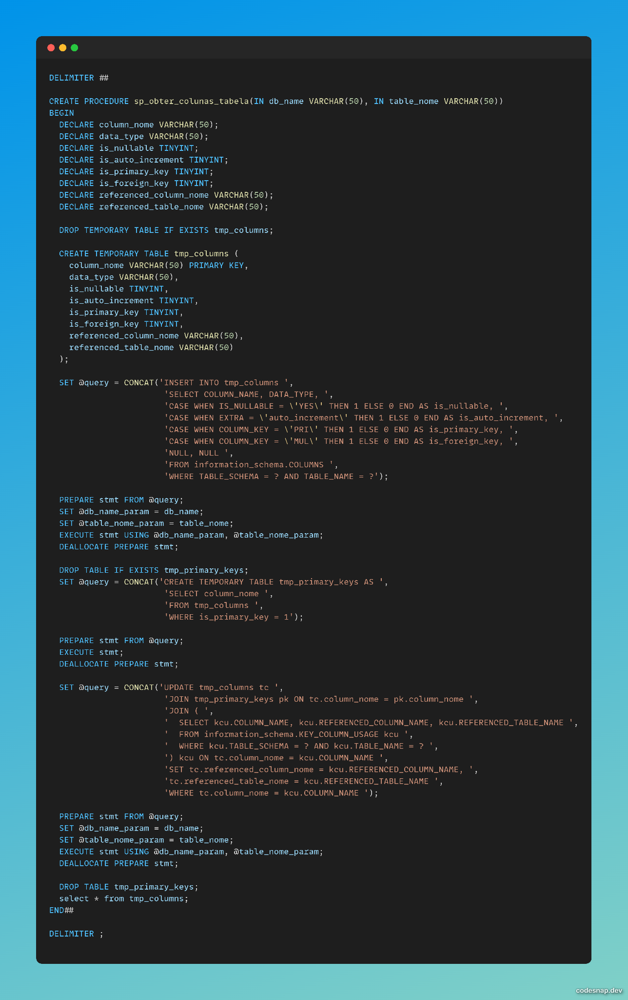 DELIMITER ##

CREATE PROCEDURE sp_obter_colunas_tabela(IN db_name VARCHAR(50), IN table_nome VARCHAR(50))
BEGIN
  DECLARE column_nome VARCHAR(50);
  DECLARE data_type VARCHAR(50);
  DECLARE is_nullable TINYINT;
  DECLARE is_auto_increment TINYINT;
  DECLARE is_primary_key TINYINT;
  DECLARE is_foreign_key TINYINT;
  DECLARE referenced_column_nome VARCHAR(50);
  DECLARE referenced_table_nome VARCHAR(50);

  DROP TEMPORARY TABLE IF EXISTS tmp_columns;

  CREATE TEMPORARY TABLE tmp_columns (
    column_nome VARCHAR(50) PRIMARY KEY,
    data_type VARCHAR(50),
    is_nullable TINYINT,
    is_auto_increment TINYINT,
    is_primary_key TINYINT,
    is_foreign_key TINYINT,
    referenced_column_nome VARCHAR(50),
    referenced_table_nome VARCHAR(50)
  );

  SET @query = CONCAT('INSERT INTO tmp_columns ',
                       'SELECT COLUMN_NAME, DATA_TYPE, ',
                       'CASE WHEN IS_NULLABLE = \'YES\' THEN 1 ELSE 0 END AS is_nullable, ',
                       'CASE WHEN EXTRA = \'auto_increment\' THEN 1 ELSE 0 END AS is_auto_increment, ',
                       'CASE WHEN COLUMN_KEY = \'PRI\' THEN 1 ELSE 0 END AS is_primary_key, ',
                       'CASE WHEN COLUMN_KEY = \'MUL\' THEN 1 ELSE 0 END AS is_foreign_key, ',
                       'NULL, NULL ',
                       'FROM information_schema.COLUMNS ',
                       'WHERE TABLE_SCHEMA = ? AND TABLE_NAME = ?');

  PREPARE stmt FROM @query;
  SET @db_name_param = db_name;
  SET @table_nome_param = table_nome;
  EXECUTE stmt USING @db_name_param, @table_nome_param;
  DEALLOCATE PREPARE stmt;

  DROP TABLE IF EXISTS tmp_primary_keys;
  SET @query = CONCAT('CREATE TEMPORARY TABLE tmp_primary_keys AS ',
                       'SELECT column_nome ',
                       'FROM tmp_columns ',
                       'WHERE is_primary_key = 1');

  PREPARE stmt FROM @query;
  EXECUTE stmt;
  DEALLOCATE PREPARE stmt;

  SET @query = CONCAT('UPDATE tmp_columns tc ',
                       'JOIN tmp_primary_keys pk ON tc.column_nome = pk.column_nome ',
                       'JOIN ( ',
                       '  SELECT kcu.COLUMN_NAME, kcu.REFERENCED_COLUMN_NAME, kcu.REFERENCED_TABLE_NAME ',
                       '  FROM information_schema.KEY_COLUMN_USAGE kcu ',
                       '  WHERE kcu.TABLE_SCHEMA = ? AND kcu.TABLE_NAME = ? ',
                       ') kcu ON tc.column_nome = kcu.COLUMN_NAME ',
                       'SET tc.referenced_column_nome = kcu.REFERENCED_COLUMN_NAME, ',
                       'tc.referenced_table_nome = kcu.REFERENCED_TABLE_NAME ',
                       'WHERE tc.column_nome = kcu.COLUMN_NAME ');

  PREPARE stmt FROM @query;
  SET @db_name_param = db_name;
  SET @table_nome_param = table_nome;
  EXECUTE stmt USING @db_name_param, @table_nome_param;
  DEALLOCATE PREPARE stmt;

  DROP TABLE tmp_primary_keys;
  select * from tmp_columns;
END##

DELIMITER ;
codesnap.dev